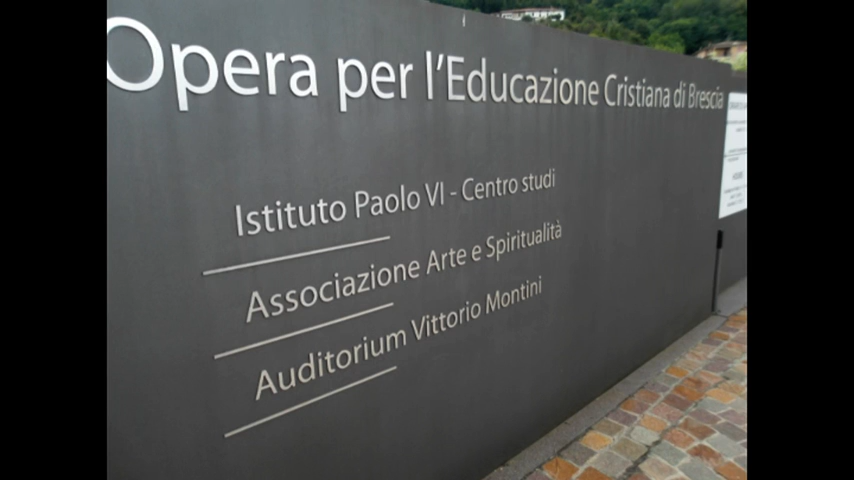 Opera per l'Educazione Cristiana di Brescia
Istituto Paolo VI - Centro studi
Associazione Arte e Spiritualità
Auditorium Vittorio Montini